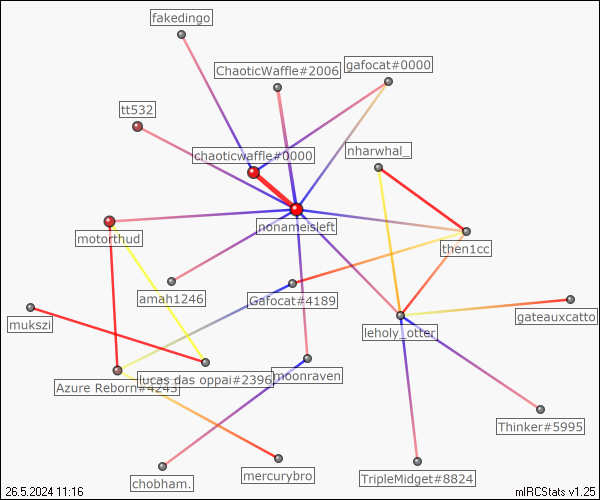 fakedingo
gafocat#0000
ChaoticWaffle#2006
tt532
chaoticwaffle#0000
nharwhal_
nonameisleft
motorthud
then1cc
amah1246
Gafocat#4189
mukszi
gateauxcatto
leholy_otter_
lucas das oppai#2396
moonraven
Azure Reborn#4243
Thinker#5995
chobham.
mercurybro
TripleMidget#8824
26.5.2024 11:16
mIRCStats v1.25